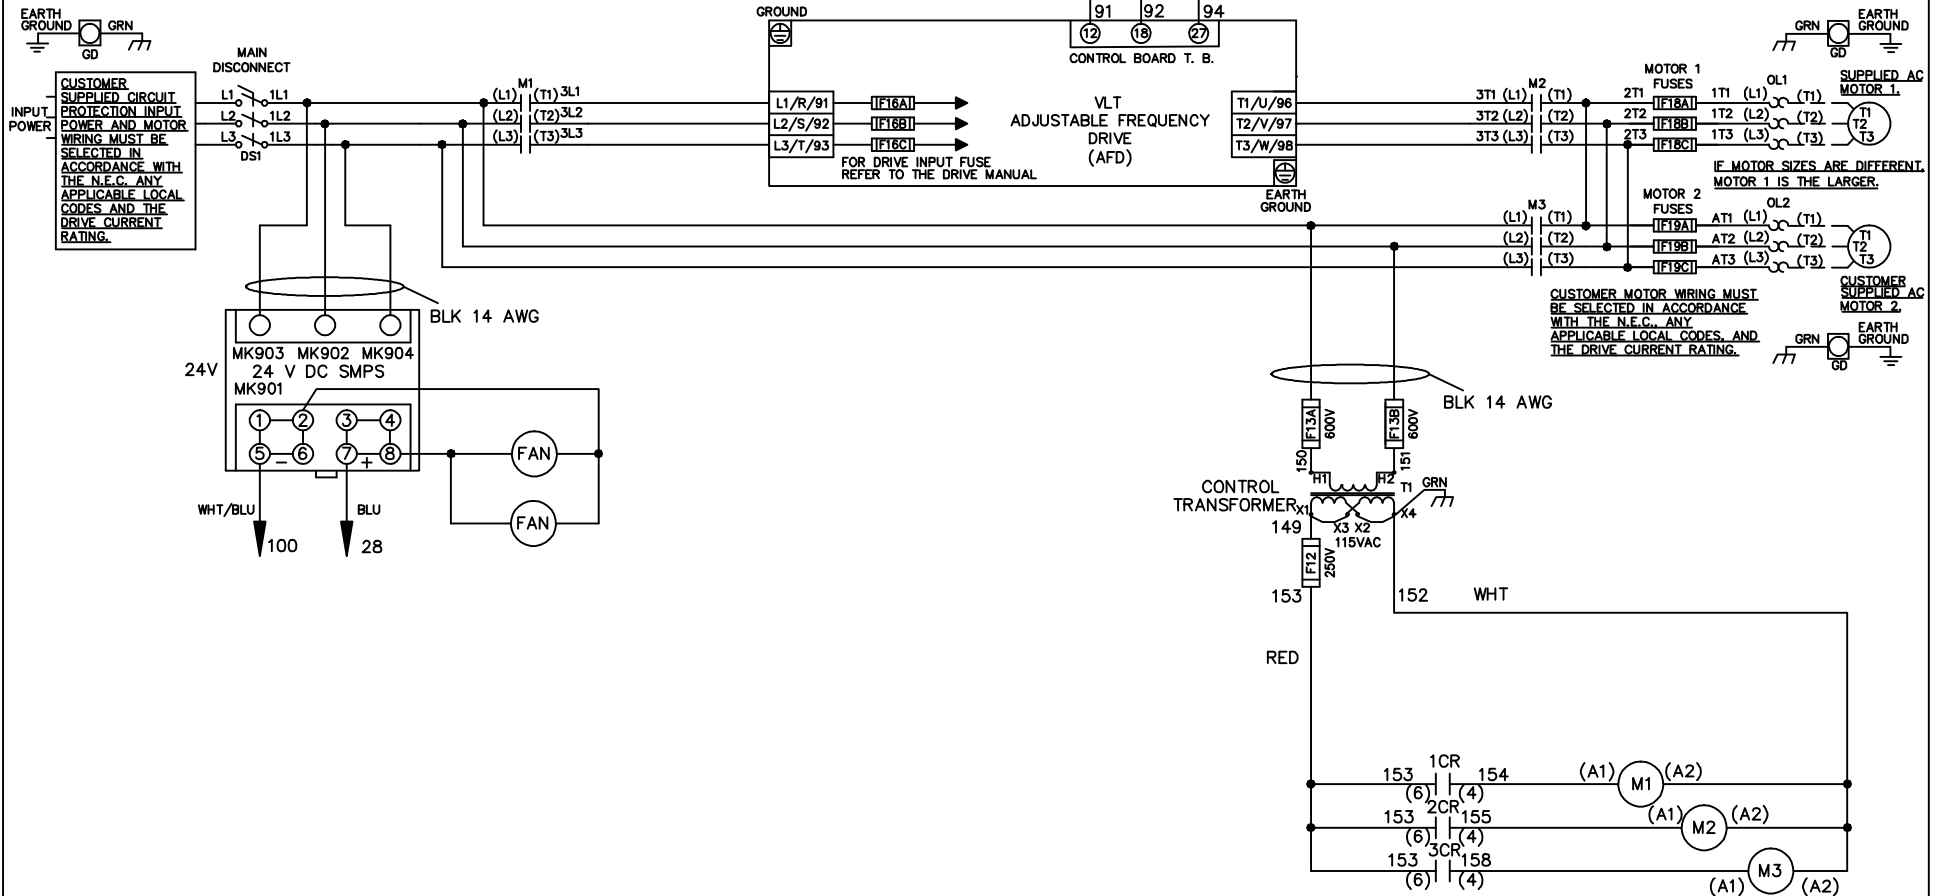 EARTH
GROUND
GRN
GD
MAIN
DISCONNECT
INPUT
POWER
CUSTOMER
SUPPLIED CIRCUIT
PROTECTION INPUT
POWER AND MOTOR
WIRING MUST BE
SELECTED IN
ACCORDANCE WITH
THE N.E.C. ANY
APPLICABLE LOCAL
CODES AND THE
DRIVE CURRENT
RATING.
L1 1L1
L2 1L2
L3 1L3
DS1
M1
(L1) (T1) 3L1
(L2) (T2) 3L2
(L3) (T3) 3L3
GROUND
91 92 94
12 18 27
CONTROL BOARD T. B.
L1/R/91 F16A
L2/S/92 F16B
L3/T/93 F16C
FOR DRIVE INPUT FUSE
REFER TO THE DRIVE MANUAL
VLT
ADJUSTABLE FREQUENCY
DRIVE
(AFD)
T1/U/96
T2/V/97
T3/W/98
EARTH
GROUND
M2
3T1 (L1) (T1)
3T2 (L2) (T2)
3T3 (L3) (T3)
MOTOR 1
FUSES
2T1 F18A 1T1 (L1) (T1)
2T2 F18B 1T2 (L2) (T2)
2T3 F18C 1T3 (L3) (T3)
OL1
GRN
GD
EARTH
GROUND
SUPPLIED AC
MOTOR 1.
T1
T2
T3
IF MOTOR SIZES ARE DIFFERENT,
MOTOR 1 IS THE LARGER.
M3
(L1) (T1)
(L2) (T2)
(L3) (T3)
MOTOR 2
FUSES
OL2
F19A AT1 (L1) (T1)
F19B AT2 (L2) (T2)
F19C AT3 (L3) (T3)
T1
T2
T3
CUSTOMER
SUPPLIED AC
MOTOR 2.
CUSTOMER MOTOR WIRING MUST
BE SELECTED IN ACCORDANCE
WITH THE N.E.C., ANY
APPLICABLE LOCAL CODES, AND
THE DRIVE CURRENT RATING.
GRN
GD
EARTH
GROUND
BLK 14 AWG
24V
MK903 MK902 MK904
24 V DC SMPS
MK901
1 2 3 4
5 - 6 7 + 8
FAN
FAN
WHT/BLU
BLU
100
28
BLK 14 AWG
F13A
600V
F13B
600V
150
151
H1 H2
T1
GRN
CONTROL
TRANSFORMER
X1
X3 X2
X4
149
115VAC
F12
250V
153
152
WHT
RED
1CR
153 154
(6) (4)
(A1) M1 (A2)
2CR
153 155
(6) (4)
(A1) M2 (A2)
3CR
153 158
(6) (4)
(A1) M3 (A2)